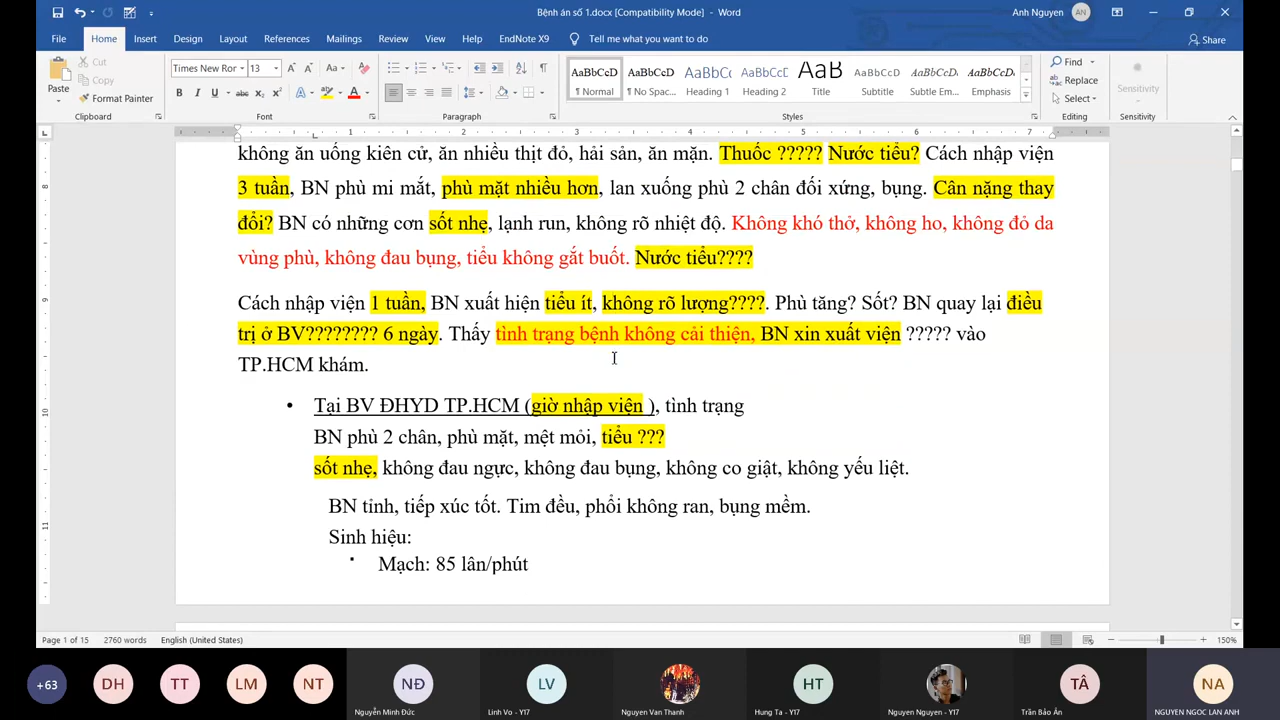 Bệnh án số 1.docx [Compatibility Mode] - Word
Anh Nguyen
AN
File Home Insert Design Layout References Mailings Review View Help EndNote X9 Tell me what you want to do
Share
Cut
Copy
Format Painter
Paste
Times New Ror 13
Clipboard
Font
Paragraph
AaBbCcD AaBbCcD AaBbCc AaBbCcD AaB AaBbCcD AaBbCcD AaBbCcD
¶ Normal ¶ No Spac... Heading 1 Heading 2 Title Subtitle Subtle Em... Emphasis
Styles
Find
Replace
Select
Editing
Sensitivity
Sensitivity
không ăn uống kiên cử, ăn nhiều thịt đỏ, hải sản, ăn mặn. Thuốc ????? Nước tiểu? Cách nhập viện
3 tuần, BN phù mi mắt, phù mặt nhiều hơn, lan xuống phù 2 chân đối xứng, bụng. Cân nặng thay
đổi? BN có những cơn sốt nhẹ, lạnh run, không rõ nhiệt độ. Không khó thở, không ho, không đỏ da
vùng phù, không đau bụng, tiểu không gắt buốt. Nước tiểu????
Cách nhập viện 1 tuần, BN xuất hiện tiểu ít, không rõ lượng????. Phù tăng? Sốt? BN quay lại điều
trị ở BV???????? 6 ngày. Thấy tình trạng bệnh không cải thiện, BN xin xuất viện ????? vào
TP.HCM khám.
• Tại BV ĐHYD TP.HCM (giờ nhập viện ), tình trạng
BN phù 2 chân, phù mặt, mệt mỏi, tiểu ???
sốt nhẹ, không đau ngực, không đau bụng, không co giật, không yếu liệt.
BN tỉnh, tiếp xúc tốt. Tim đều, phổi không ran, bụng mềm.
Sinh hiệu:
▪ Mạch: 85 lân/phút
Page 1 of 15 2760 words English (United States)
150%
+63 DH TT LM NT NĐ LV HT TÂ NA
Nguyễn Minh Đức Linh Vo - Y17 Nguyen Van Thanh Hung Ta - Y17 Nguyen Nguyen - Y17 Trần Bảo Ân NGUYEN NGOC LAN ANH